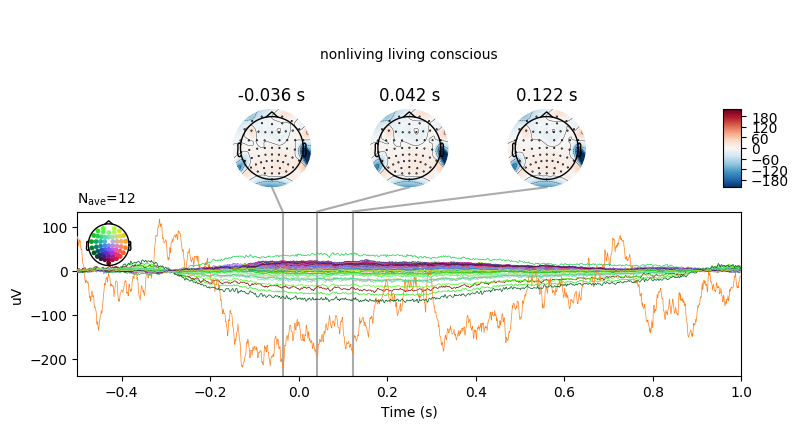 nonliving living conscious
-0.036 s 0.042 s 0.122 s
180
120
60
0
−60
−120
−180
Nave=12
100
0
−100
−200
uV
−0.4 −0.2 0.0 0.2 0.4 0.6 0.8 1.0
Time (s)